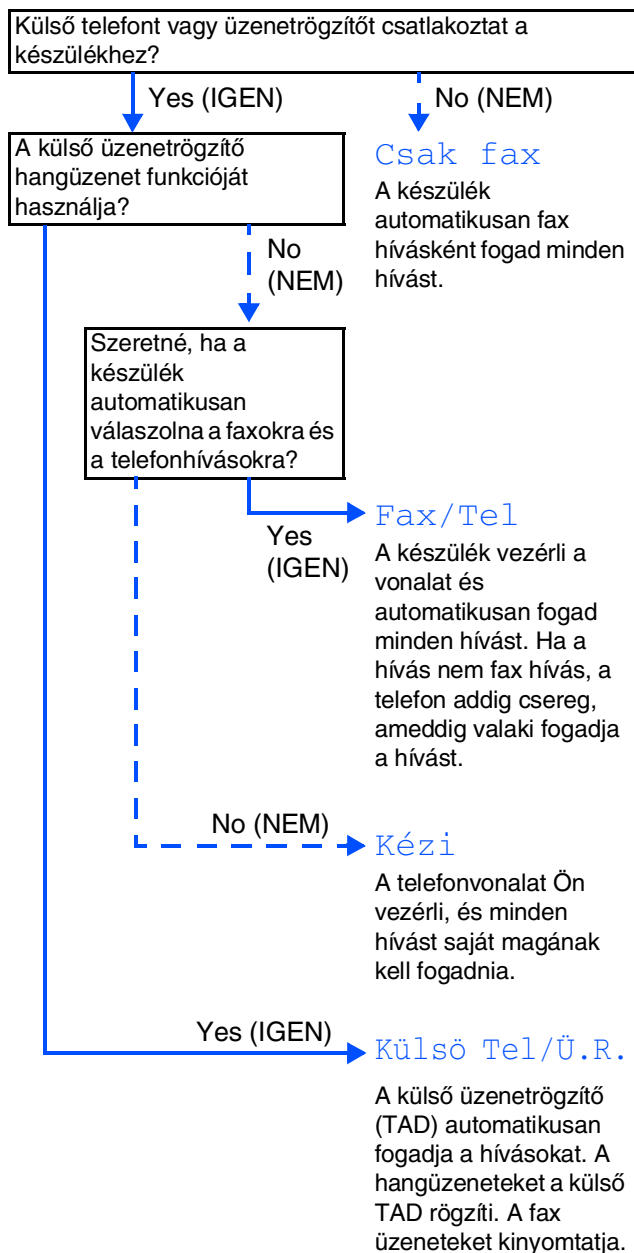 Külső telefont vagy üzenetrögzítőt csatlakoztat a
készülékhez?
Yes (IGEN)
No (NEM)
A külső üzenetrögzítő
hangüzenet funkcióját
használja?
Csak fax
A készülék
automatikusan fax
hívásként fogad minden
hívást.
No
(NEM)
Szeretné, ha a
készülék
automatikusan
válaszolna a faxokra és
a telefonhívásokra?
Yes
(IGEN)
Fax/Tel
A készülék vezérli a
vonalat és
automatikusan fogad
minden hívást. Ha a
hívás nem fax hívás, a
telefon addig csereg,
ameddig valaki fogadja
a hívást.
No (NEM)
Kézi
A telefonvonalat Ön
vezérli, és minden
hívást saját magának
kell fogadnia.
Yes (IGEN)
Külsö Tel/Ü.R.
A külső üzenetrögzítő
(TAD) automatikusan
fogadja a hívásokat. A
hangüzeneteket a külső
TAD rögzíti. A fax
üzeneteket kinyomtatja.